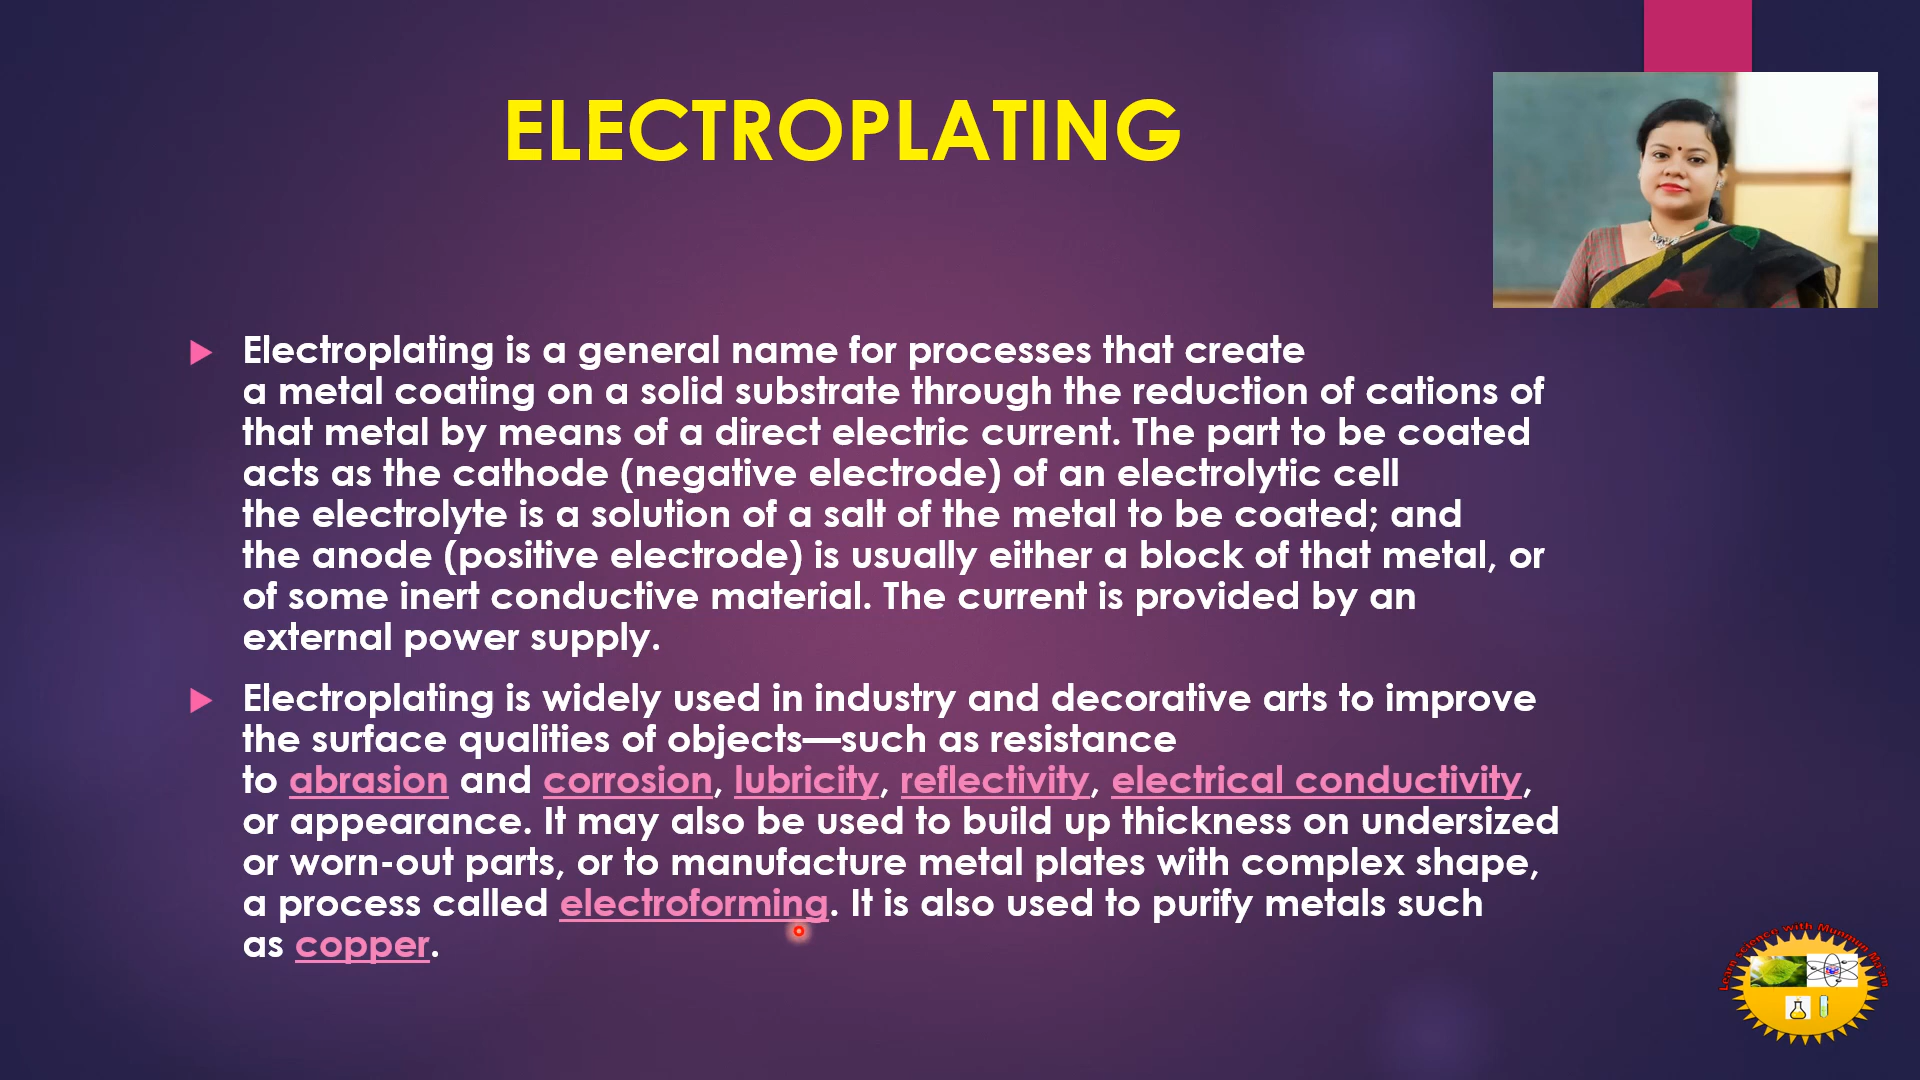 ELECTROPLATING
Electroplating is a general name for processes that create
a metal coating on a solid substrate through the reduction of cations of
that metal by means of a direct electric current. The part to be coated
acts as the cathode (negative electrode) of an electrolytic cell
the electrolyte is a solution of a salt of the metal to be coated; and
the anode (positive electrode) is usually either a block of that metal, or
of some inert conductive material. The current is provided by an
external power supply.
Electroplating is widely used in industry and decorative arts to improve
the surface qualities of objects—such as resistance
to abrasion and corrosion, lubricity, reflectivity, electrical conductivity,
or appearance. It may also be used to build up thickness on undersized
or worn-out parts, or to manufacture metal plates with complex shape,
a process called electroforming. It is also used to purify metals such
as copper.
Learn Science with Munmun Ma'am